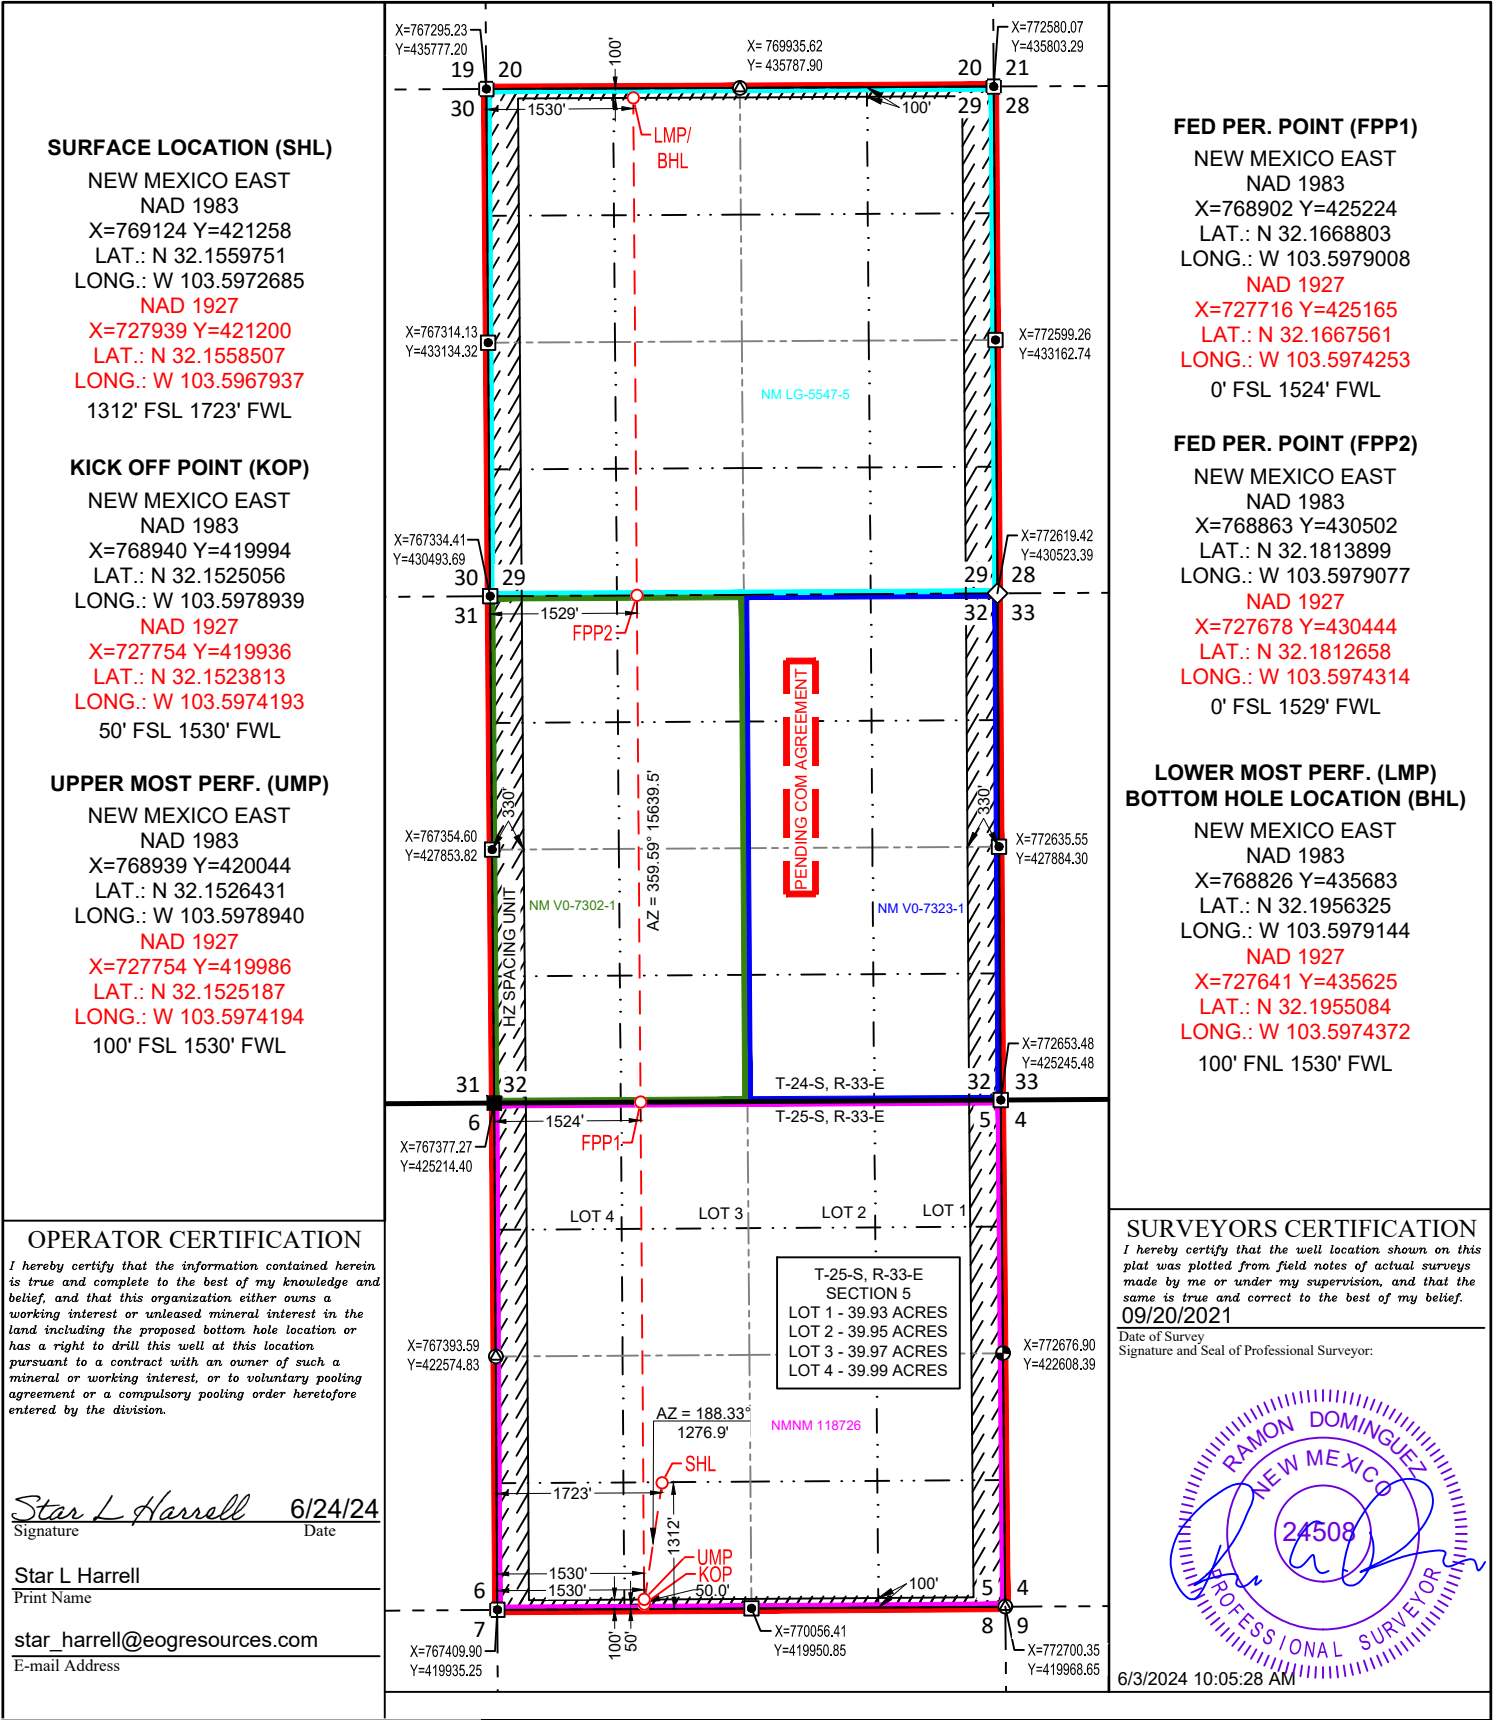 SURFACE LOCATION (SHL)
NEW MEXICO EAST
NAD 1983
X=769124 Y=421258
LAT.: N 32.1559751
LONG.: W 103.5972685
NAD 1927
X=727939 Y=421200
LAT.: N 32.1558507
LONG.: W 103.5967937
1312' FSL 1723' FWL
KICK OFF POINT (KOP)
NEW MEXICO EAST
NAD 1983
X=768940 Y=419994
LAT.: N 32.1525056
LONG.: W 103.5978939
NAD 1927
X=727754 Y=419936
LAT.: N 32.1523813
LONG.: W 103.5974193
50' FSL 1530' FWL
UPPER MOST PERF. (UMP)
NEW MEXICO EAST
NAD 1983
X=768939 Y=420044
LAT.: N 32.1526431
LONG.: W 103.5978940
NAD 1927
X=727754 Y=419986
LAT.: N 32.1525187
LONG.: W 103.5974194
100' FSL 1530' FWL
OPERATOR CERTIFICATION
I hereby certify that the information contained herein
is true and complete to the best of my knowledge and
belief, and that this organization either owns a
working interest or unleased mineral interest in the
land including the proposed bottom hole location or
has a right to drill this well at this location
pursuant to a contract with an owner of such a
mineral or working interest, or to voluntary pooling
agreement or a compulsory pooling order heretofore
entered by the division.
Star L Harrell 6/24/24
Signature Date
Star L Harrell
Print Name
star_harrell@eogresources.com
E-mail Address
X=767295.23
Y=435777.20
X= 769935.62
Y= 435787.90
X=772580.07
Y=435803.29
100'
19 20
20 21
30
29 28
1530'
100'
LMP/
BHL
X=767314.13
Y=433134.32
X=772599.26
Y=433162.74
NM LG-5547-5
X=767334.41
Y=430493.69
X=772619.42
Y=430523.39
30 29
29 28
31
32 33
1529'
FPP2
PENDING COM AGREEMENT
330'
330'
AZ = 359.59° 15639.5'
X=767354.60
Y=427853.82
X=772635.55
Y=427884.30
HZ SPACING UNIT
NM V0-7302-1
NM V0-7323-1
X=772653.48
Y=425245.48
31 32
T-24-S, R-33-E
32 33
6
1524'
T-25-S, R-33-E
5 4
FPP1
X=767377.27
Y=425214.40
LOT 4
LOT 3
LOT 2
LOT 1
T-25-S, R-33-E
SECTION 5
LOT 1 - 39.93 ACRES
LOT 2 - 39.95 ACRES
LOT 3 - 39.97 ACRES
LOT 4 - 39.99 ACRES
X=767393.59
Y=422574.83
X=772676.90
Y=422608.39
AZ = 188.33°
1276.9'
NMNM 118726
SHL
1723'
1312'
UMP
KOP
1530'
1530'
50.0'
100'
6
5 4
7
8 9
100'
50'
X=767409.90
Y=419935.25
X=770056.41
Y=419950.85
X=772700.35
Y=419968.65
FED PER. POINT (FPP1)
NEW MEXICO EAST
NAD 1983
X=768902 Y=425224
LAT.: N 32.1668803
LONG.: W 103.5979008
NAD 1927
X=727716 Y=425165
LAT.: N 32.1667561
LONG.: W 103.5974253
0' FSL 1524' FWL
FED PER. POINT (FPP2)
NEW MEXICO EAST
NAD 1983
X=768863 Y=430502
LAT.: N 32.1813899
LONG.: W 103.5979077
NAD 1927
X=727678 Y=430444
LAT.: N 32.1812658
LONG.: W 103.5974314
0' FSL 1529' FWL
LOWER MOST PERF. (LMP)
BOTTOM HOLE LOCATION (BHL)
NEW MEXICO EAST
NAD 1983
X=768826 Y=435683
LAT.: N 32.1956325
LONG.: W 103.5979144
NAD 1927
X=727641 Y=435625
LAT.: N 32.1955084
LONG.: W 103.5974372
100' FNL 1530' FWL
SURVEYORS CERTIFICATION
I hereby certify that the well location shown on this
plat was plotted from field notes of actual surveys
made by me or under my supervision, and that the
same is true and correct to the best of my belief.
09/20/2021
Date of Survey
Signature and Seal of Professional Surveyor:
RAMON DOMINGUEZ
NEW MEXICO
24508
PROFESSIONAL SURVEYOR
6/3/2024 10:05:28 AM